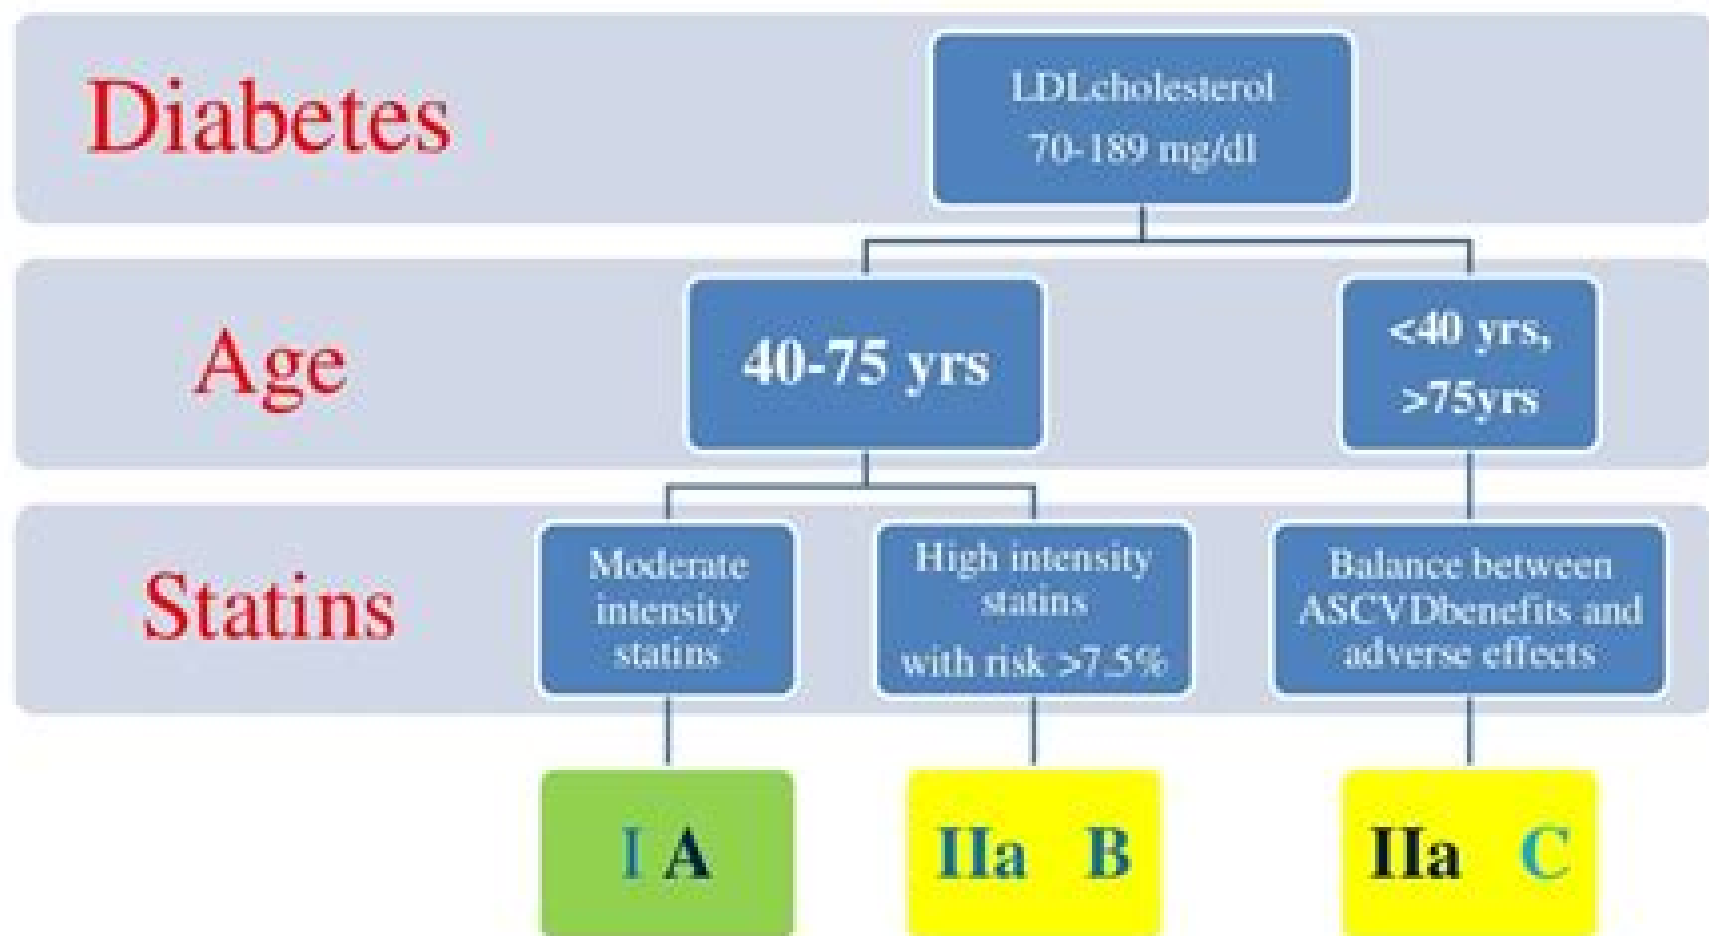 Diabetes
LDLcholesterol
70-189 mg/dl
Age
40-75 yrs
<40 yrs,
>75yrs
Statins
Moderate
intensity
statins
High intensity
statins
with risk >7.5%
Balance between
ASCVDbenefits and
adverse effects
I A
IIa B
IIa C